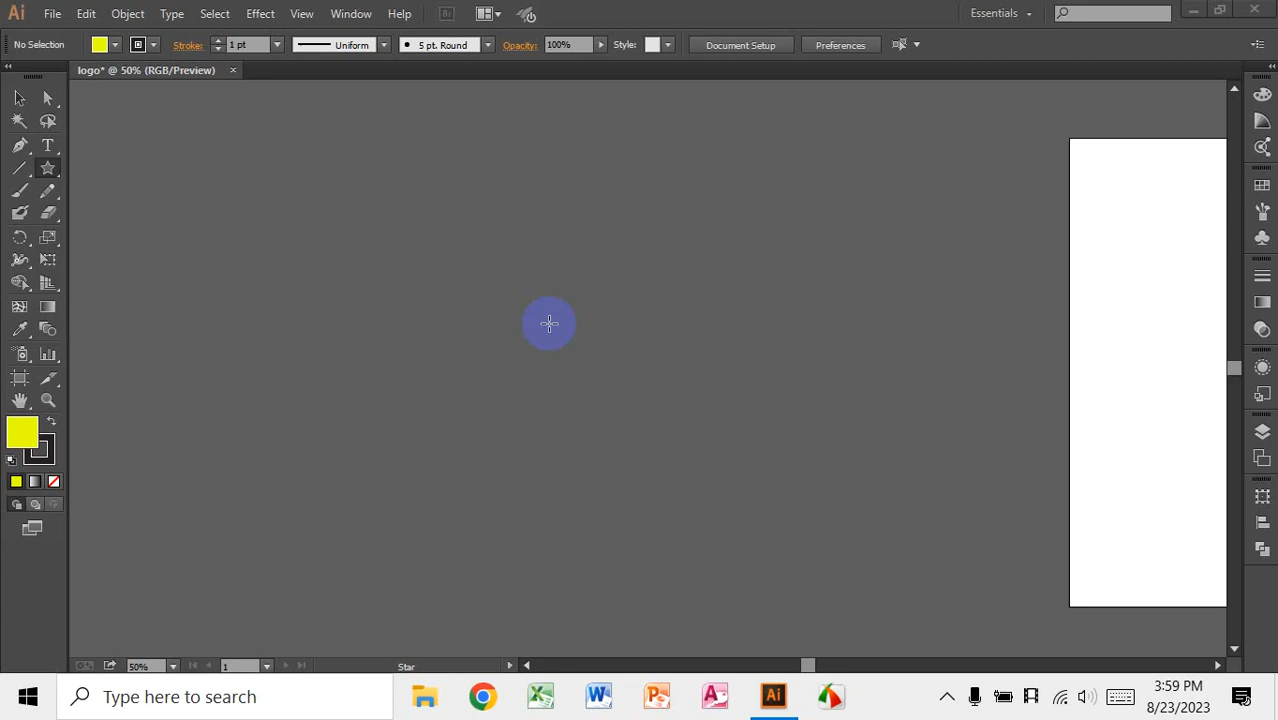 Ai File Edit Object Type Select Effect View Window Help Br Essentials
No Selection Stroke: 1 pt Uniform 5 pt. Round Opacity: 100% Style: Document Setup Preferences
logo* @ 50% (RGB/Preview) ×
T
50% 1 Star
Type here to search Ai 3:59 PM
8/23/2023